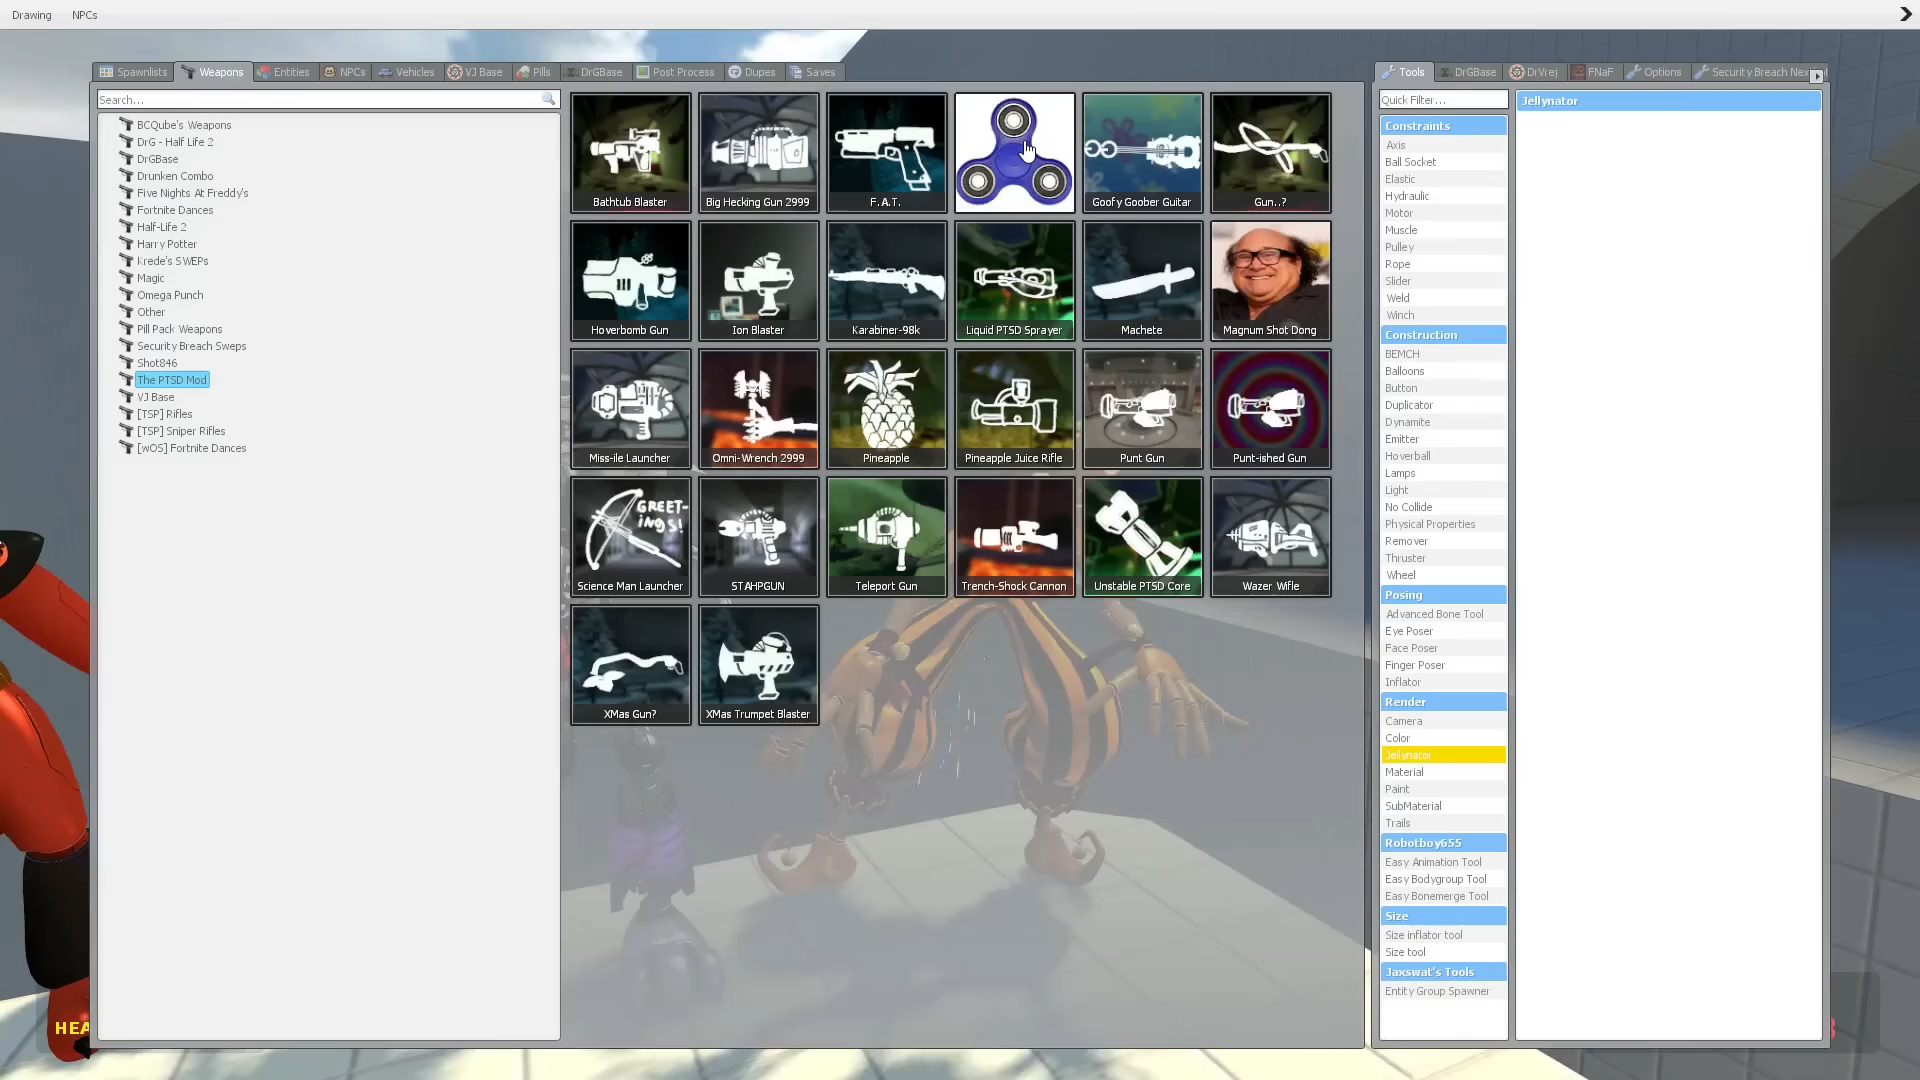 Drawing NPCs
Spawnlists Weapons Entities NPCs Vehicles VJ Base Pills DrGBase Post Process Dupes Saves
Search...
BCQube's Weapons
DrG - Half Life 2
DrGBase
Drunken Combo
Five Nights At Freddy's
Fortnite Dances
Half-Life 2
Harry Potter
Krede's SWEPs
Magic
Omega Punch
Other
Pill Pack Weapons
Security Breach Sweps
Shot846
The PTSD Mod
VJ Base
[TSP] Rifles
[TSP] Sniper Rifles
[wOS] Fortnite Dances
Bathtub Blaster
Big Hecking Gun 2999
F.A.T.
Goofy Goober Guitar
Gun..?
Hoverbomb Gun
Ion Blaster
Karabiner-98k
Liquid PTSD Sprayer
Machete
Magnum Shot Dong
Miss-ile Launcher
Omni-Wrench 2999
Pineapple
Pineapple Juice Rifle
Punt Gun
Punt-ished Gun
GREET-
INGS!
Science Man Launcher
STAHPGUN
Teleport Gun
Trench-Shock Cannon
Unstable PTSD Core
Wazer Wifle
XMas Gun?
XMas Trumpet Blaster
HEA
Tools DrGBase DrVrej FNaF Options Security Breach
Quick Filter...
Constraints
Axis
Ball Socket
Elastic
Hydraulic
Motor
Muscle
Pulley
Rope
Slider
Weld
Winch
Construction
BEMCH
Balloons
Button
Duplicator
Dynamite
Emitter
Hoverball
Lamps
Light
No Collide
Physical Properties
Remover
Thruster
Wheel
Posing
Advanced Bone Tool
Eye Poser
Face Poser
Finger Poser
Inflator
Render
Camera
Color
Jellynator
Material
Paint
SubMaterial
Trails
Robotboy655
Easy Animation Tool
Easy Bodygroup Tool
Easy Bonemerge Tool
Size
Size inflator tool
Size tool
Jaxswat's Tools
Entity Group Spawner
Jellynator